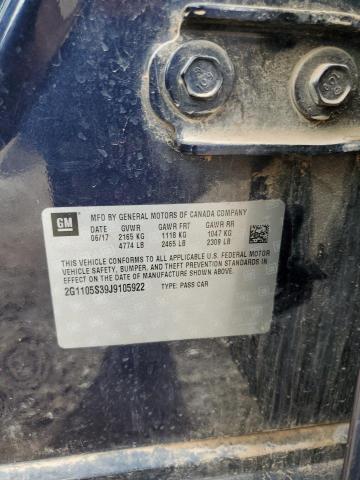 GM
MFD BY GENERAL MOTORS OF CANADA COMPANY
DATE GVWR GAWR FRT GAWR RR
06/17 2165 KG 1118 KG 1047 KG
4774 LB 2465 LB 2309 LB
THIS VEHICLE CONFORMS TO ALL APPLICABLE U.S. FEDERAL MOTOR
VEHICLE SAFETY, BUMPER, AND THEFT PREVENTION STANDARDS IN
EFFECT ON THE DATE OF MANUFACTURE SHOWN ABOVE.
2G1105S39J9105922 TYPE: PASS CAR